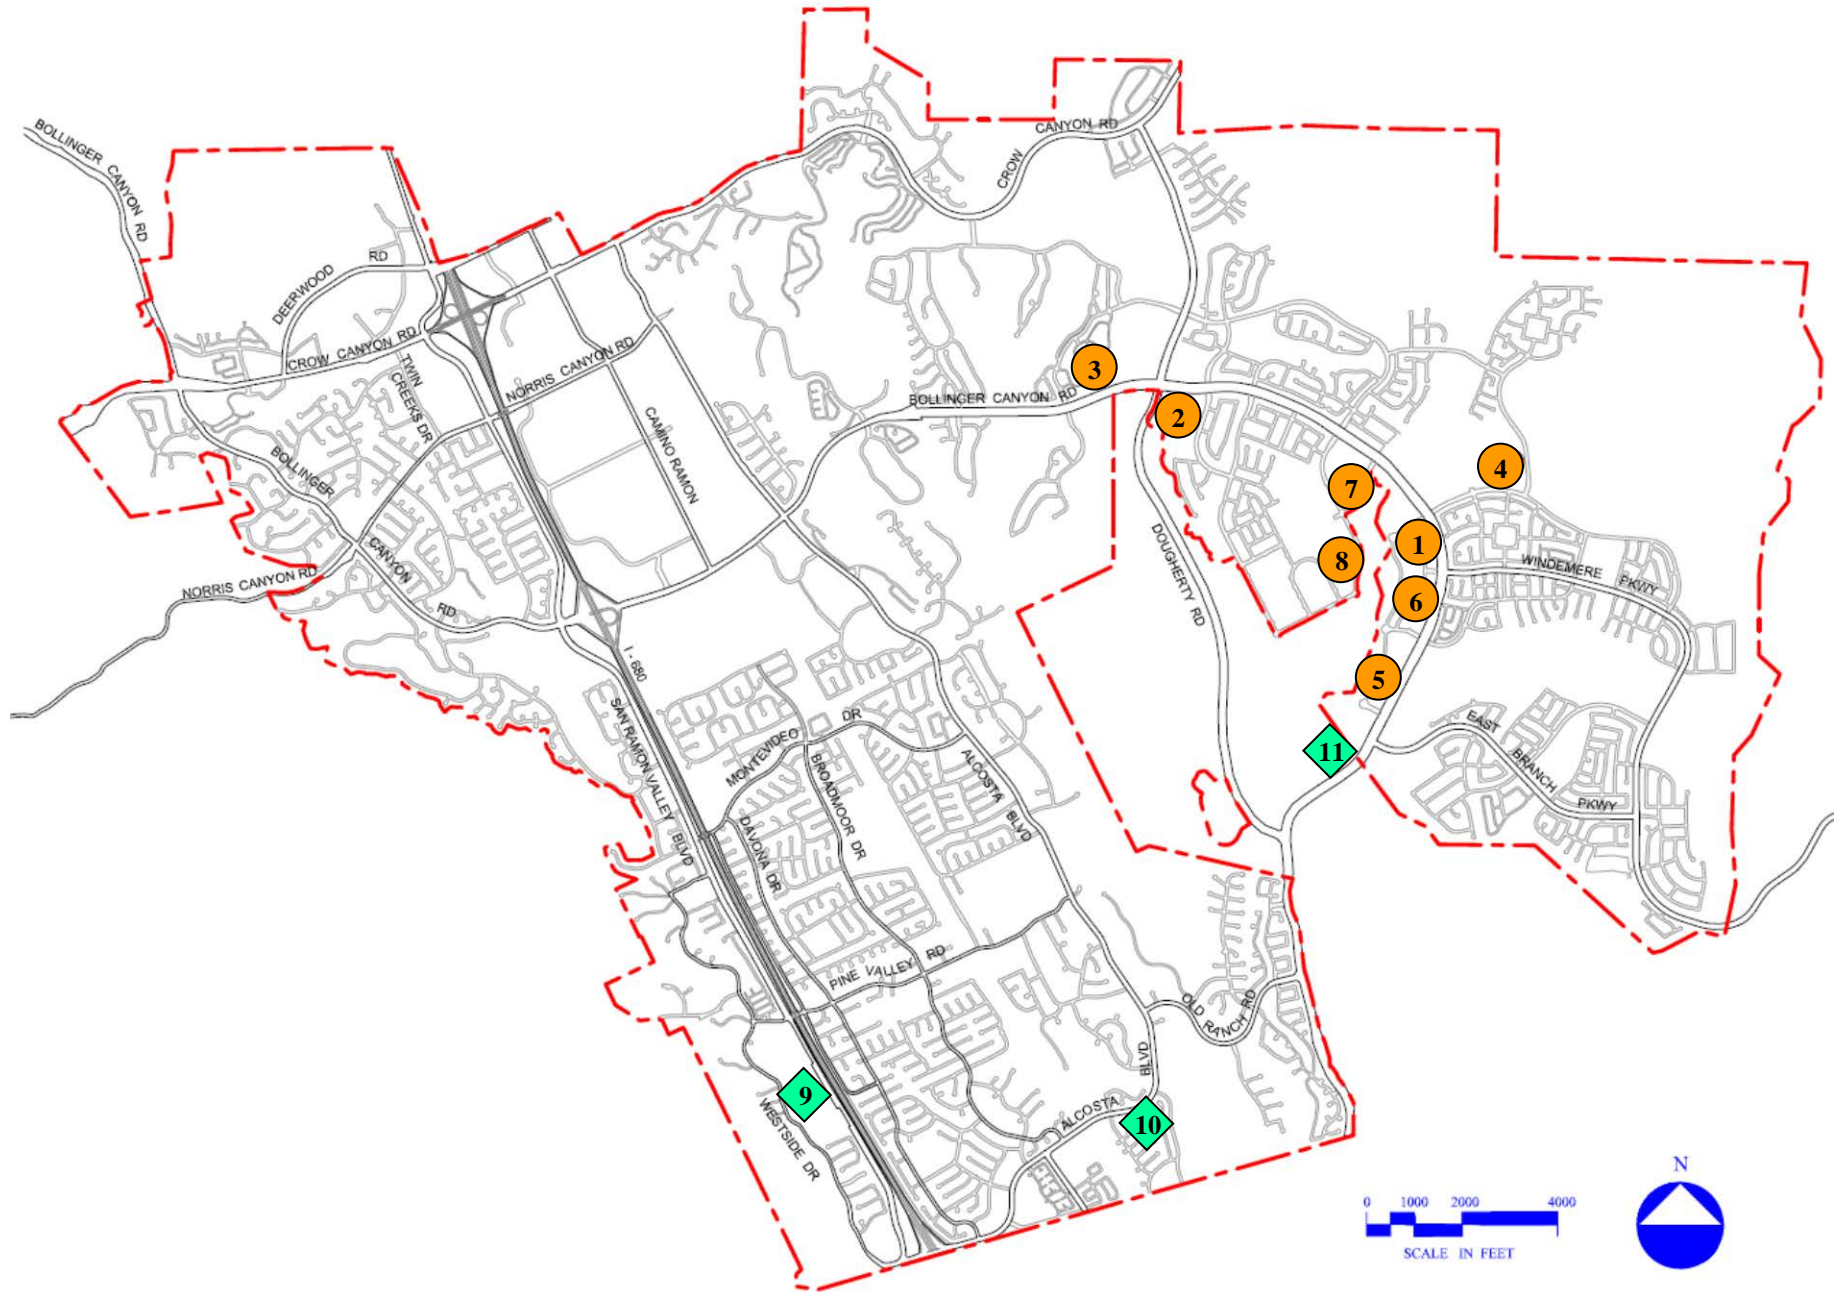 CANYON RD
CROW
BOLLINGER CANYON RD
DEERWOOD RD
CROW CANYON RD
TWIN
CREEKS DR
NORRIS CANYON RD
CAMINO RAMON
BOLLINGER CANYON RD
3
2
BOLLINGER
CANYON
RD
NORRIS CANYON RD
4
7
1
8
6
5
11
DOUGHERTY RD
WINDEMERE PKWY
EAST
BRANCH
PKWY
I - 680
SAN RAMON VALLEY BLVD
MONTEVIDEO DR
BROADMOOR DR
DAVONA DR
ALCOSTA
BLVD
PINE VALLEY RD
OLD RANCH RD
BLVD
ALCOSTA
9
10
WESTSIDE DR
N
0 1000 2000 4000
SCALE IN FEET